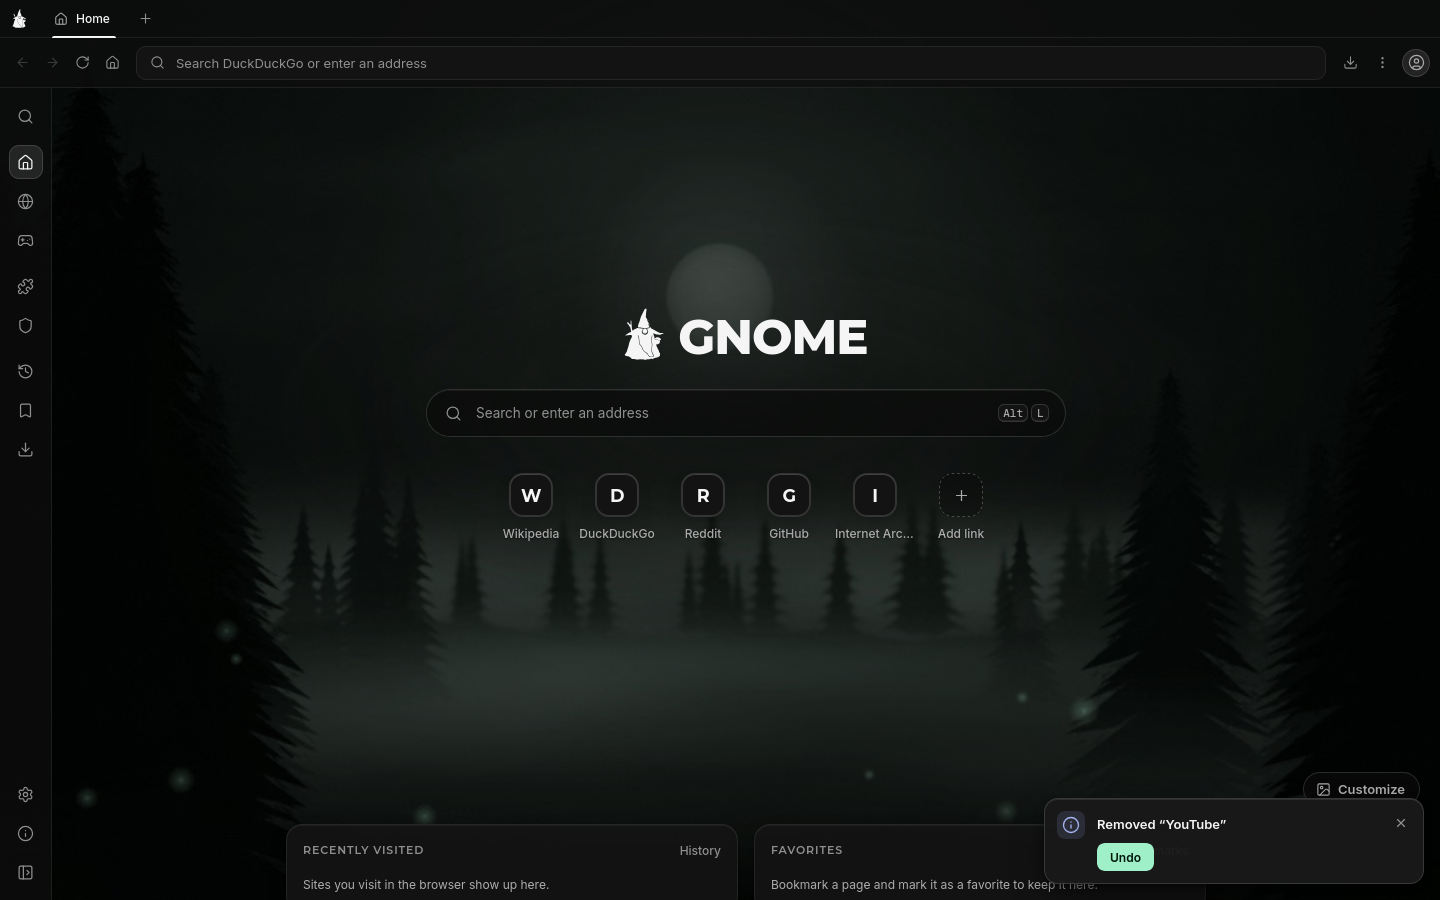 Home
Search DuckDuckGo or enter an address
GNOME
Search or enter an address
Alt L
W D R G I
Wikipedia DuckDuckGo Reddit GitHub Internet Arc... Add link
Customize
RECENTLY VISITED History
Sites you visit in the browser show up here.
FAVORITES
Bookmark a page and mark it as a favorite to keep it here.
Removed “YouTube”
Undo